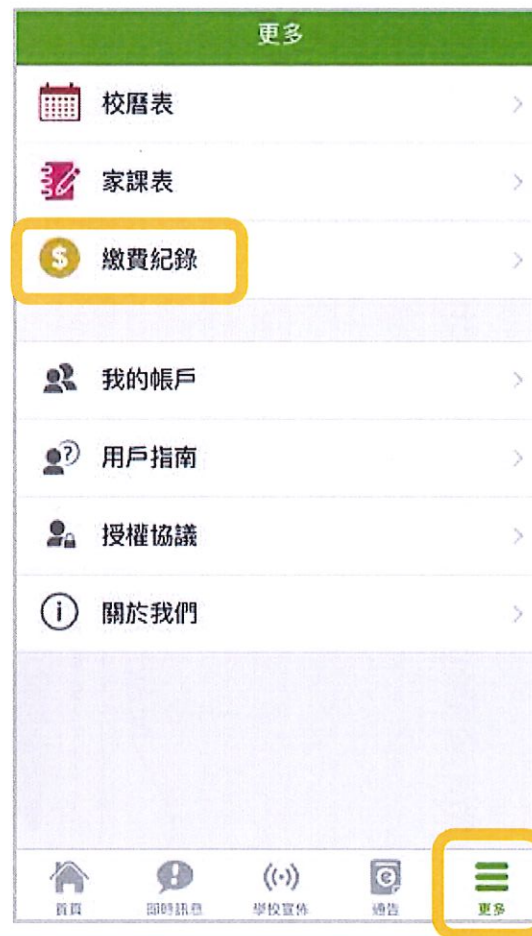 更多
校曆表
家課表
繳費紀錄
我的帳戶
用戶指南
授權協議
關於我們
首頁
即時訊息
學校宣佈
通告
更多